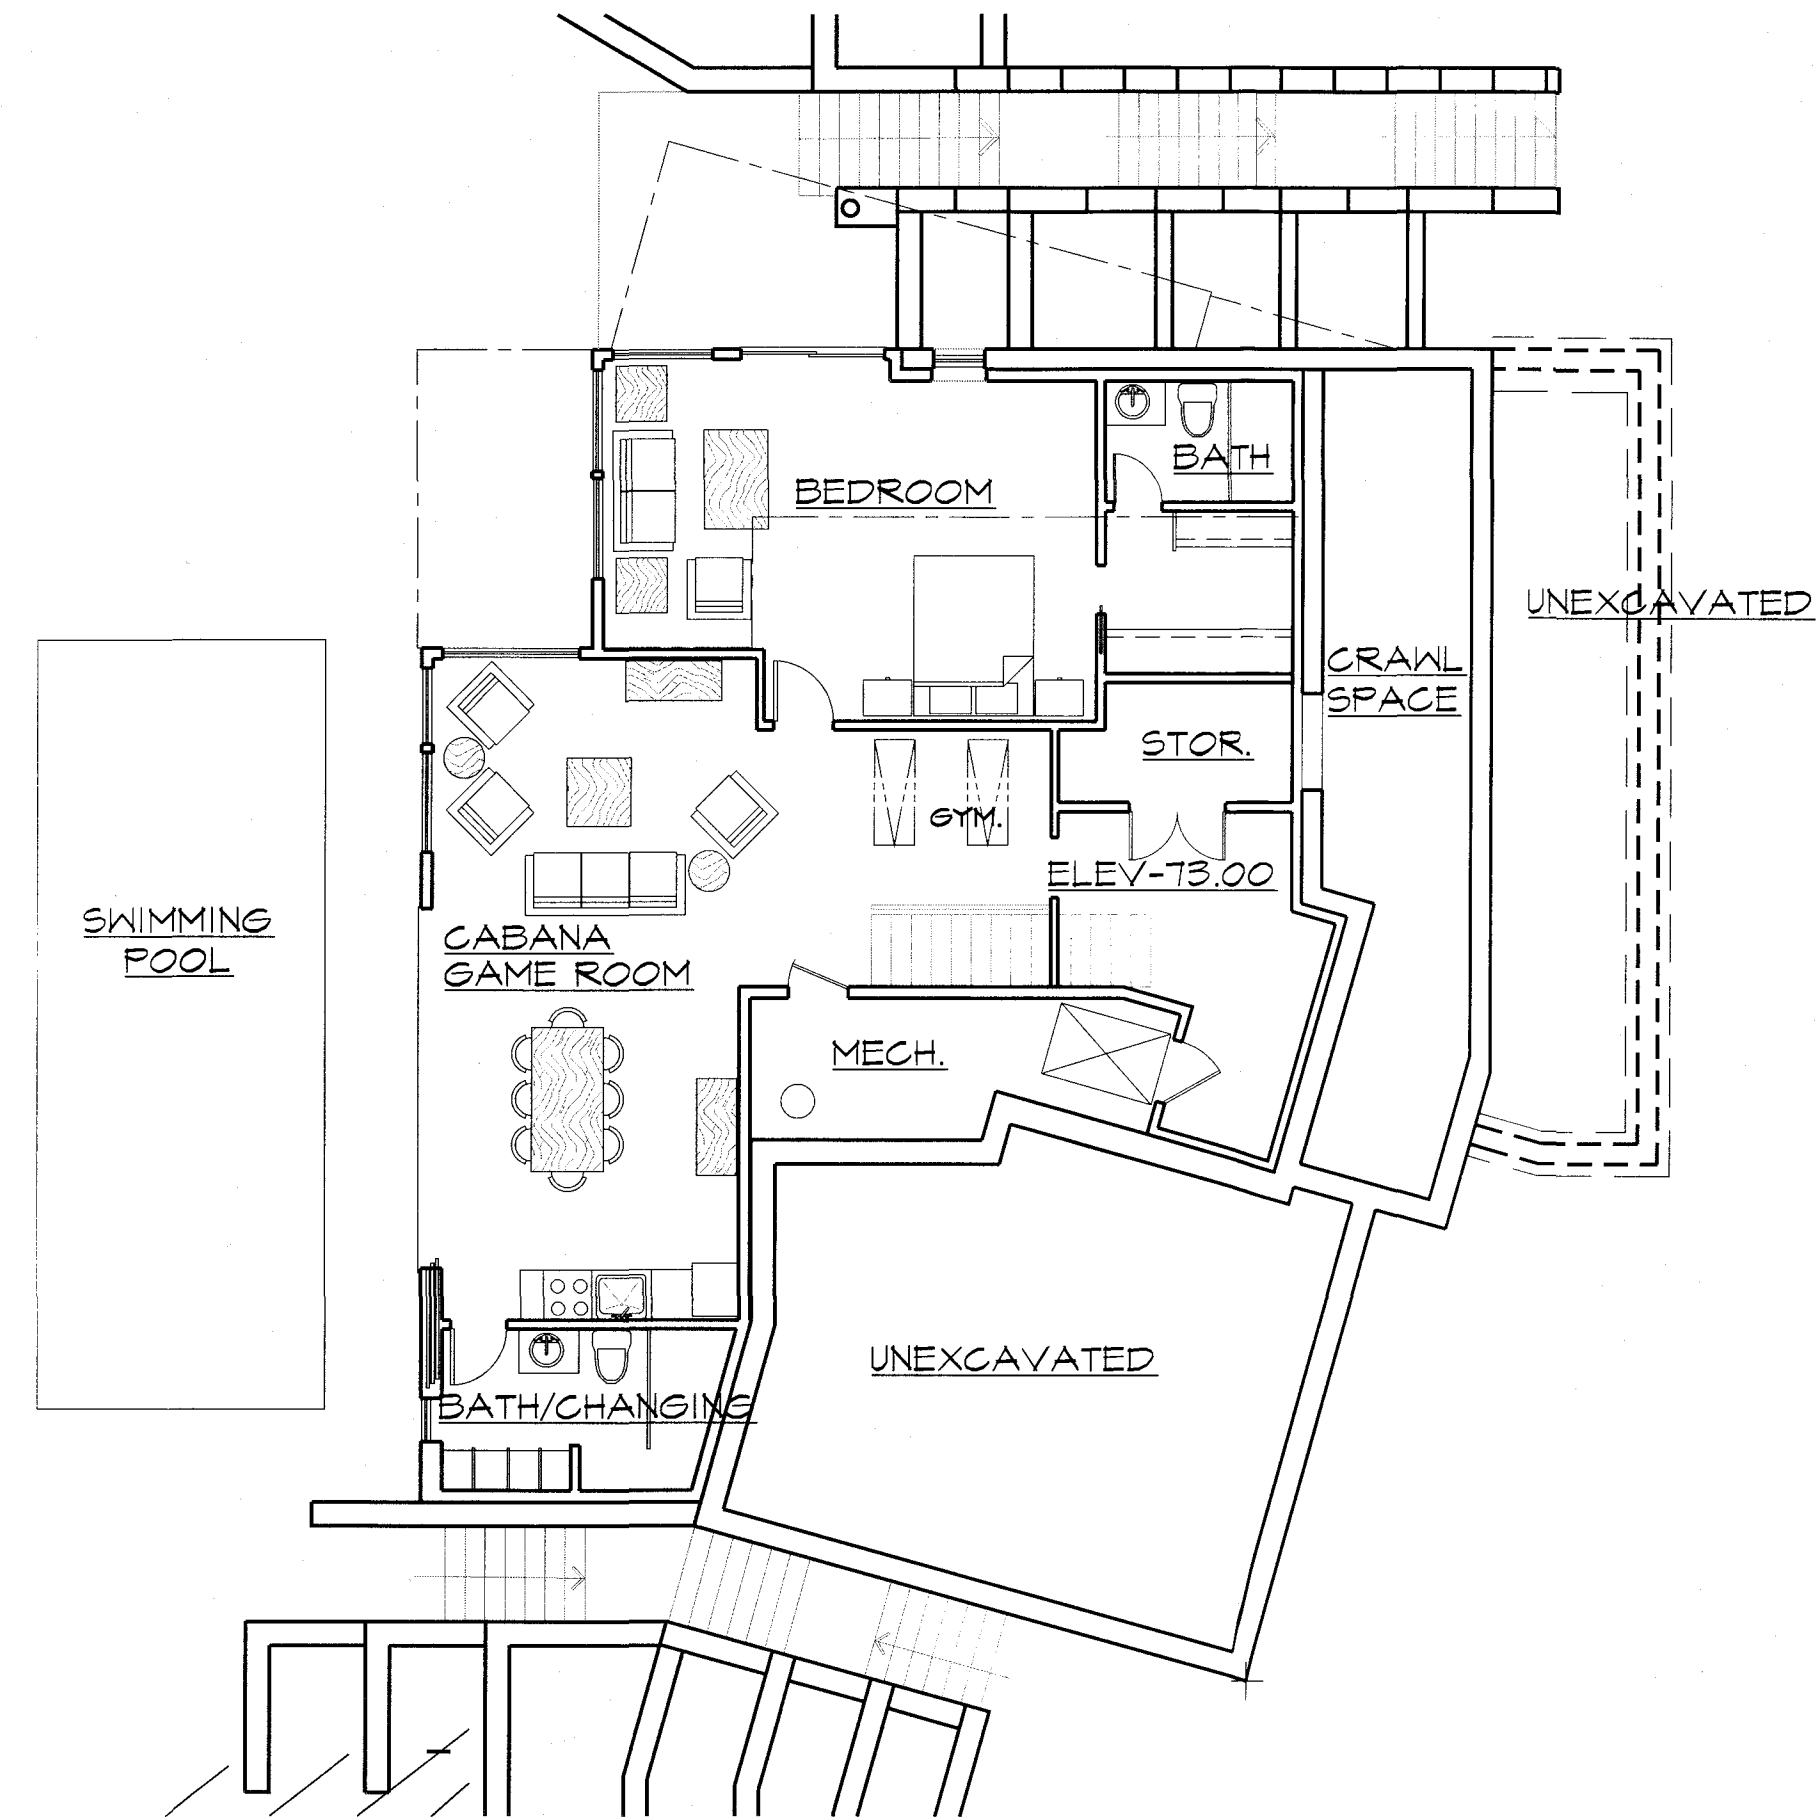 BATH
BEDROOM
UNEXCAVATED
CRAWL
SPACE
STOR.
GYM.
ELEV-73.00
SWIMMING
POOL
CABANA
GAME ROOM
MECH.
UNEXCAVATED
BATH/CHANGING